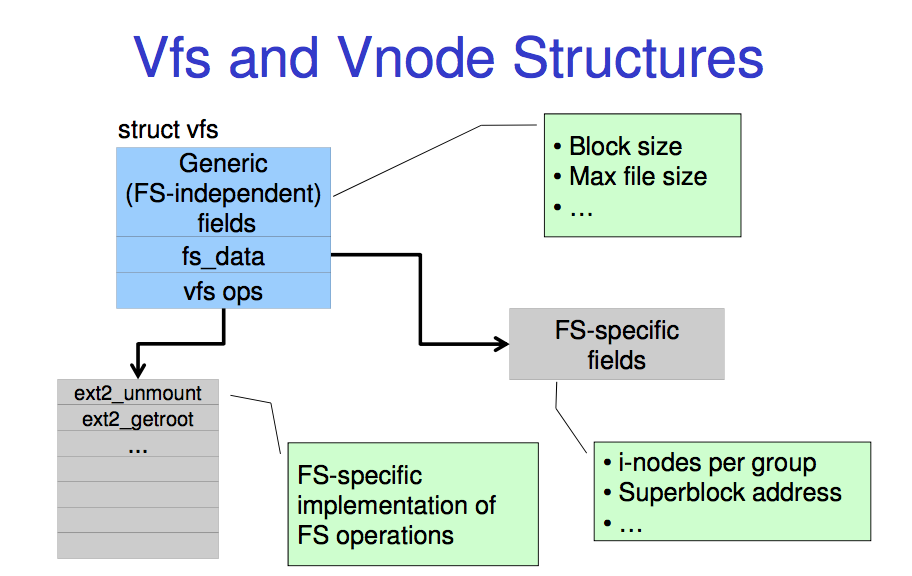 Vfs and Vnode Structures
struct vfs
Generic
(FS-independent)
fields
fs_data
vfs ops
• Block size
• Max file size
• …
FS-specific
fields
ext2_unmount
ext2_getroot
...
FS-specific
implementation of
FS operations
• i-nodes per group
• Superblock address
• …